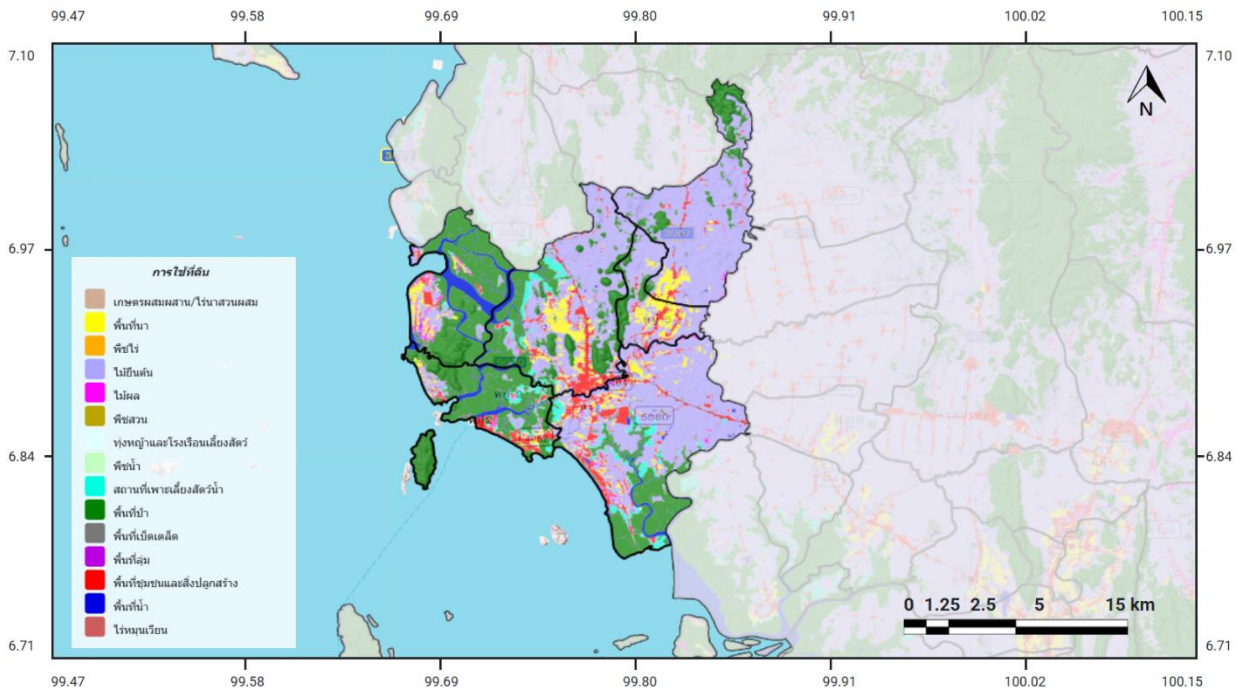 99.47 99.58 99.69 99.80 99.91 100.02 100.15
7.10 7.10
N
6.97 6.97
การใช้ที่ดิน
เกษตรผสมผสาน/ไร่นาสวนผสม
พื้นที่นา
พืชไร่
ไม้ยืนต้น
ไม้ผล
พืชสวน
ทุ่งหญ้าและโรงเรือนเลี้ยงสัตว์
พืชน้ำ
สถานที่เพาะเลี้ยงสัตว์น้ำ
พื้นที่ป่า
พื้นที่เบ็ดเตล็ด
พื้นที่ลุ่ม
พื้นที่ชุมชนและสิ่งปลูกสร้าง
พื้นที่น้ำ
ไร่หมุนเวียน
5080
6.84 6.84
0 1.25 2.5 5 15 km
6.71 6.71
99.47 99.58 99.69 99.80 99.91 100.02 100.15